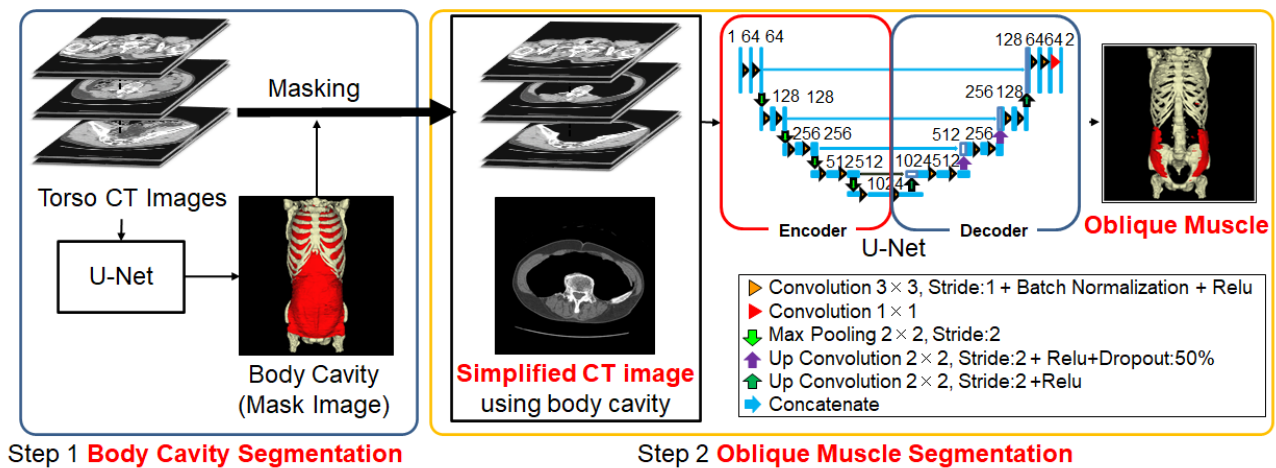 Torso CT Images
U-Net
Masking
Body Cavity
(Mask Image)
Step 1 Body Cavity Segmentation
Simplified CT image
using body cavity
1 64 64
128 128
256 256
512 512
1024
1024 512
512 256
256 128
128 64 64 2
Encoder
Decoder
U-Net
Oblique Muscle
Convolution 3×3, Stride:1 + Batch Normalization + Relu
Convolution 1×1
Max Pooling 2×2, Stride:2
Up Convolution 2×2, Stride:2 + Relu+Dropout:50%
Up Convolution 2×2, Stride:2 +Relu
Concatenate
Step 2 Oblique Muscle Segmentation